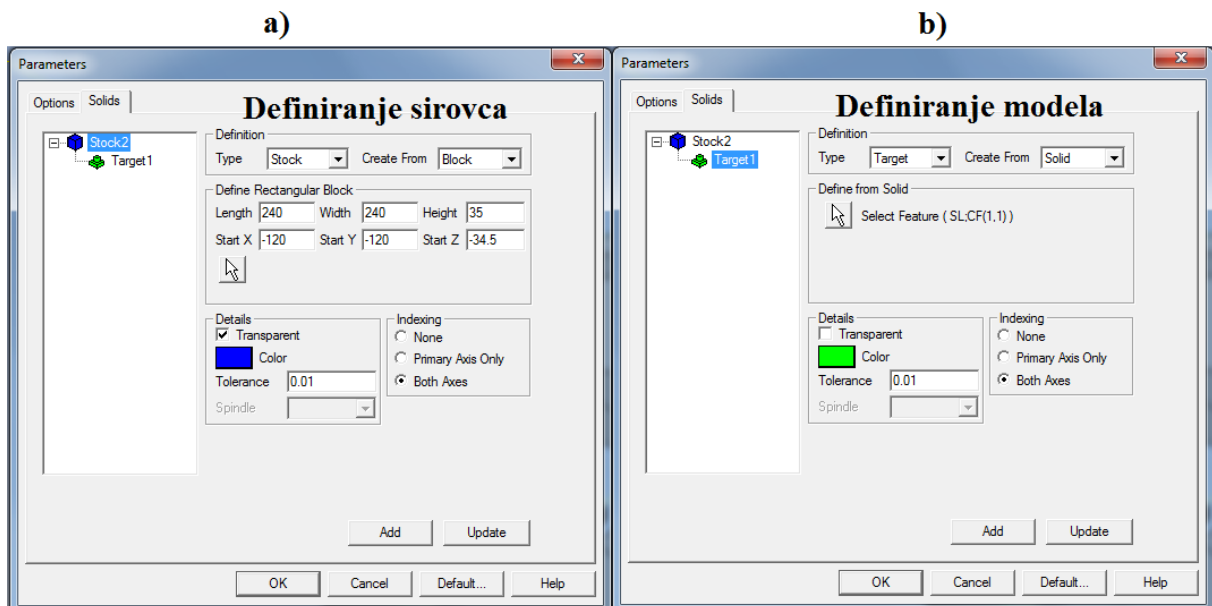 a)
Parameters
Options Solids
Definiranje sirovca
Stock2
Target1
Definition
Type Stock Create From Block
Define Rectangular Block
Length 240 Width 240 Height 35
Start X -120 Start Y -120 Start Z -34.5
Details
Transparent
Color
Tolerance 0.01
Spindle
Indexing
None
Primary Axis Only
Both Axes
Add Update
OK Cancel Default... Help
b)
Parameters
Options Solids
Definiranje modela
Stock2
Target1
Definition
Type Target Create From Solid
Define from Solid
Select Feature ( SL;CF(1,1) )
Details
Transparent
Color
Tolerance 0.01
Spindle
Indexing
None
Primary Axis Only
Both Axes
Add Update
OK Cancel Default... Help